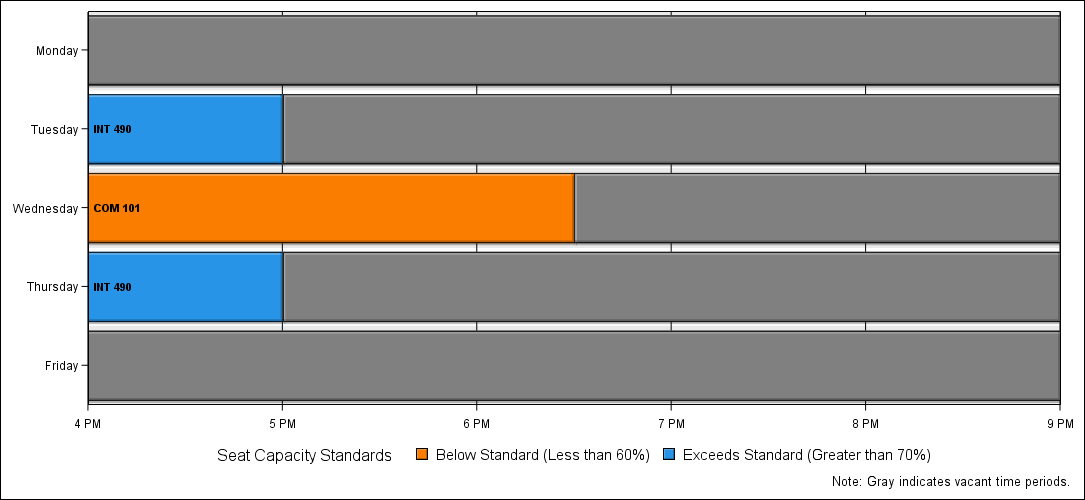 Monday
Tuesday
INT 490
Wednesday
COM 101
Thursday
INT 490
Friday
4 PM 5 PM 6 PM 7 PM 8 PM 9 PM
Seat Capacity Standards Below Standard (Less than 60%) Exceeds Standard (Greater than 70%)
Note: Gray indicates vacant time periods.